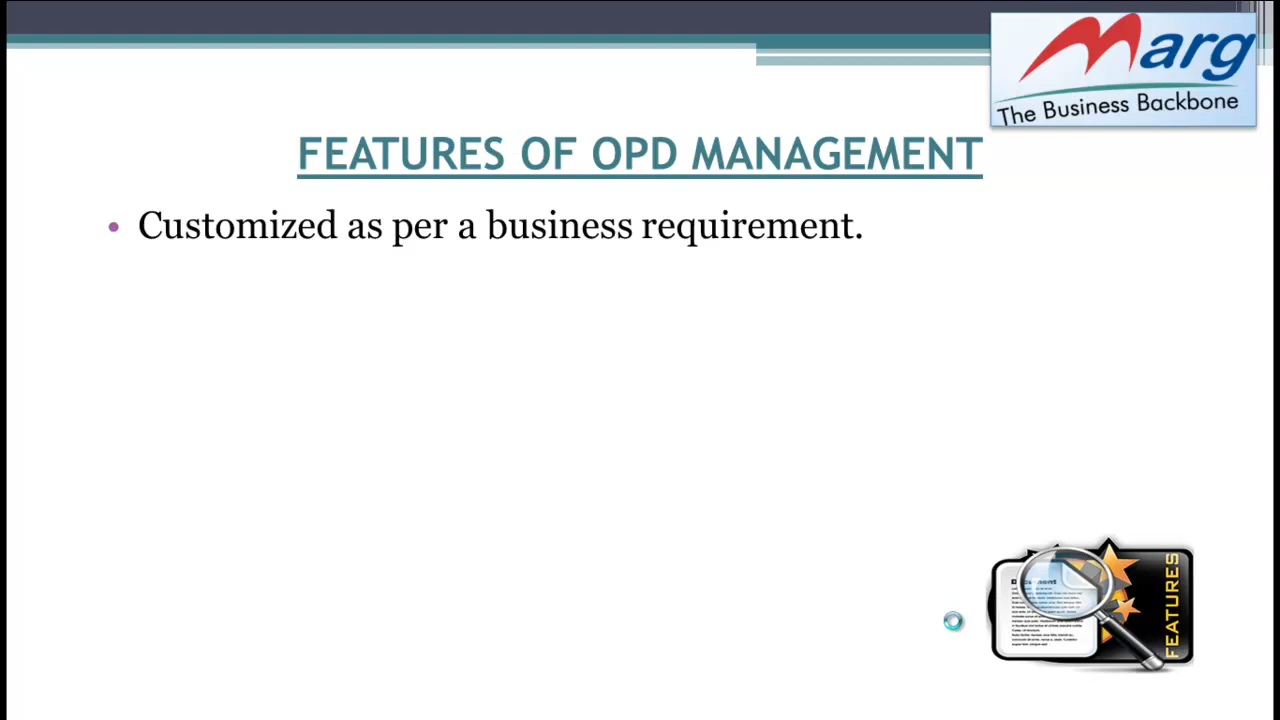 Marg
The Business Backbone
FEATURES OF OPD MANAGEMENT
• Customized as per a business requirement.
FEATURES